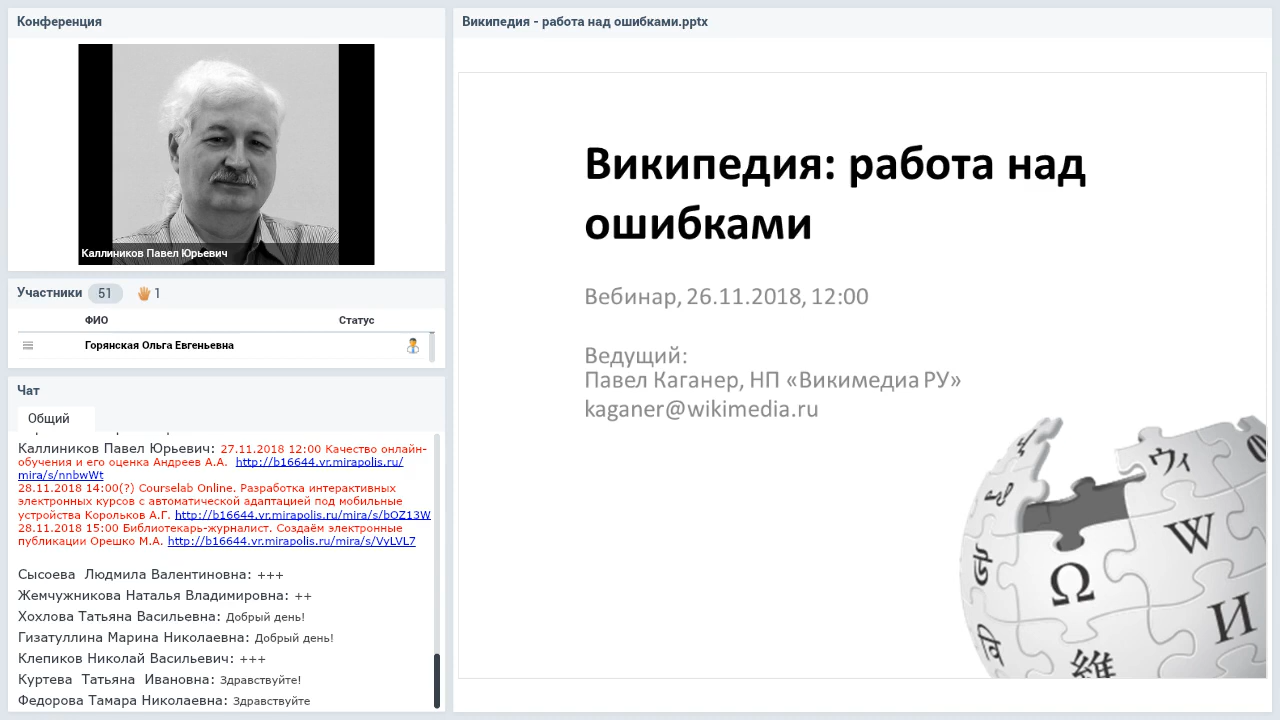 Конференция
Каллиников Павел Юрьевич
Участники 51 1
ФИО Статус
Горянская Ольга Евгеньевна
Чат
Общий
Каллиников Павел Юрьевич: 27.11.2018 12:00 Качество онлайн-
обучения и его оценка Андреев А.А. http://b16644.vr.mirapolis.ru/
mira/s/nnbwWt
28.11.2018 14:00(?) Courselab Online. Разработка интерактивных
электронных курсов с автоматической адаптацией под мобильные
устройства Корольков А.Г. http://b16644.vr.mirapolis.ru/mira/s/bOZ13W
28.11.2018 15:00 Библиотекарь-журналист. Создаём электронные
публикации Орешко М.А. http://b16644.vr.mirapolis.ru/mira/s/VyLVL7
Сысоева Людмила Валентиновна: +++
Жемчужникова Наталья Владимировна: ++
Хохлова Татьяна Васильевна: Добрый день!
Гизатуллина Марина Николаевна: Добрый день!
Клепиков Николай Васильевич: +++
Куртева Татьяна Ивановна: Здравствуйте!
Федорова Тамара Николаевна: Здравствуйте
Википедия - работа над ошибками.pptx
Википедия: работа над
ошибками
Вебинар, 26.11.2018, 12:00
Ведущий:
Павел Каганер, НП «Викимедиа РУ»
kaganer@wikimedia.ru
ウィ
W
Ω
И
維